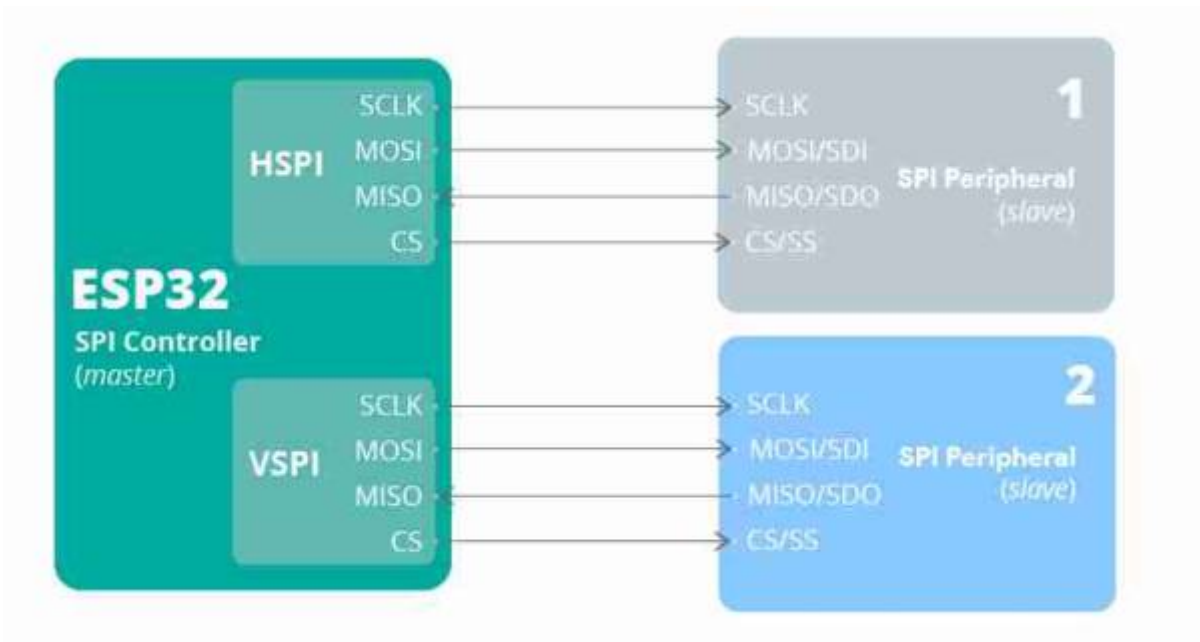 ESP32
SPI Controller
(master)
HSPI
SCLK
MOSI
MISO
CS
VSPI
SCLK
MOSI
MISO
CS
1
SPI Peripheral
(slave)
SCLK
MOSI/SDI
MISO/SDO
CS/SS
2
SPI Peripheral
(slave)
SCLK
MOSI/SDI
MISO/SDO
CS/SS